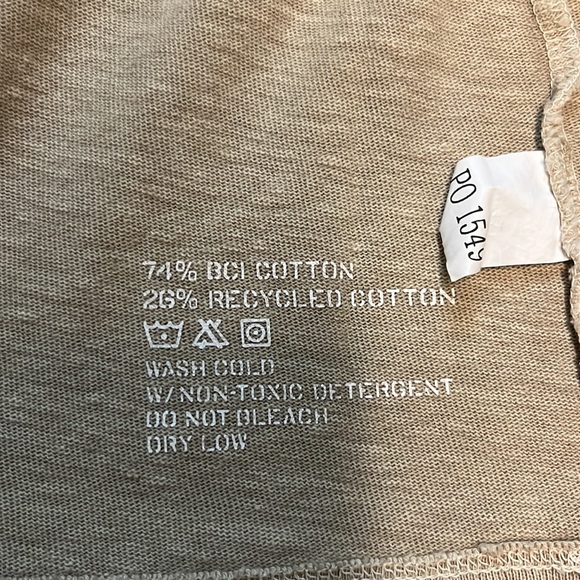 74% BCI COTTON
26% RECYCLED COTTON
WASH COLD
W/NON-TOXIC DETERGENT
DO NOT BLEACH
DRY LOW
PO 1549